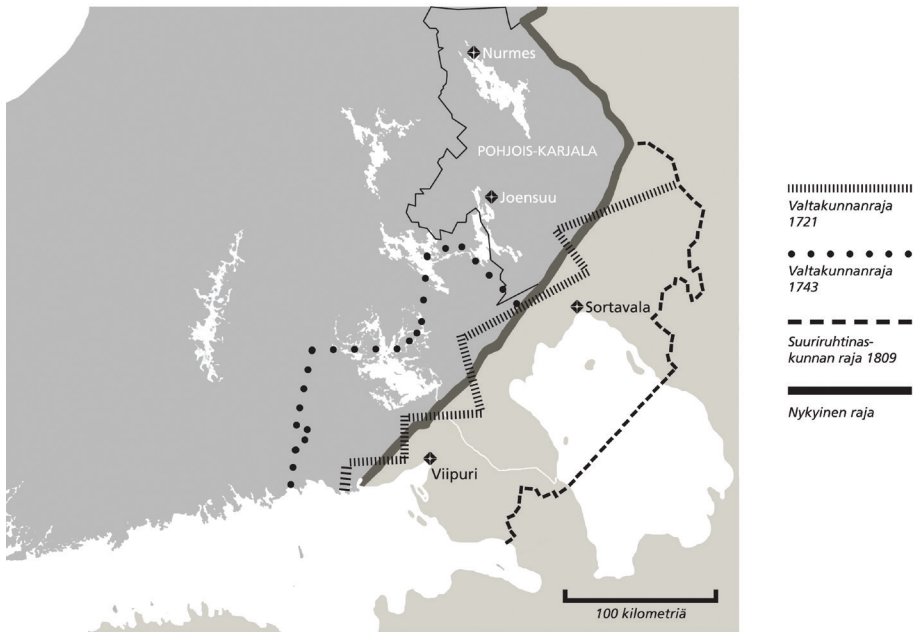 Nurmes
POHJOIS-KARJALA
Joensuu
Sortavala
Viipuri
100 kilometriä
Valtakunnanraja
1721
Valtakunnanraja
1743
Suuriruhtinas-
kunnan raja 1809
Nykyinen raja